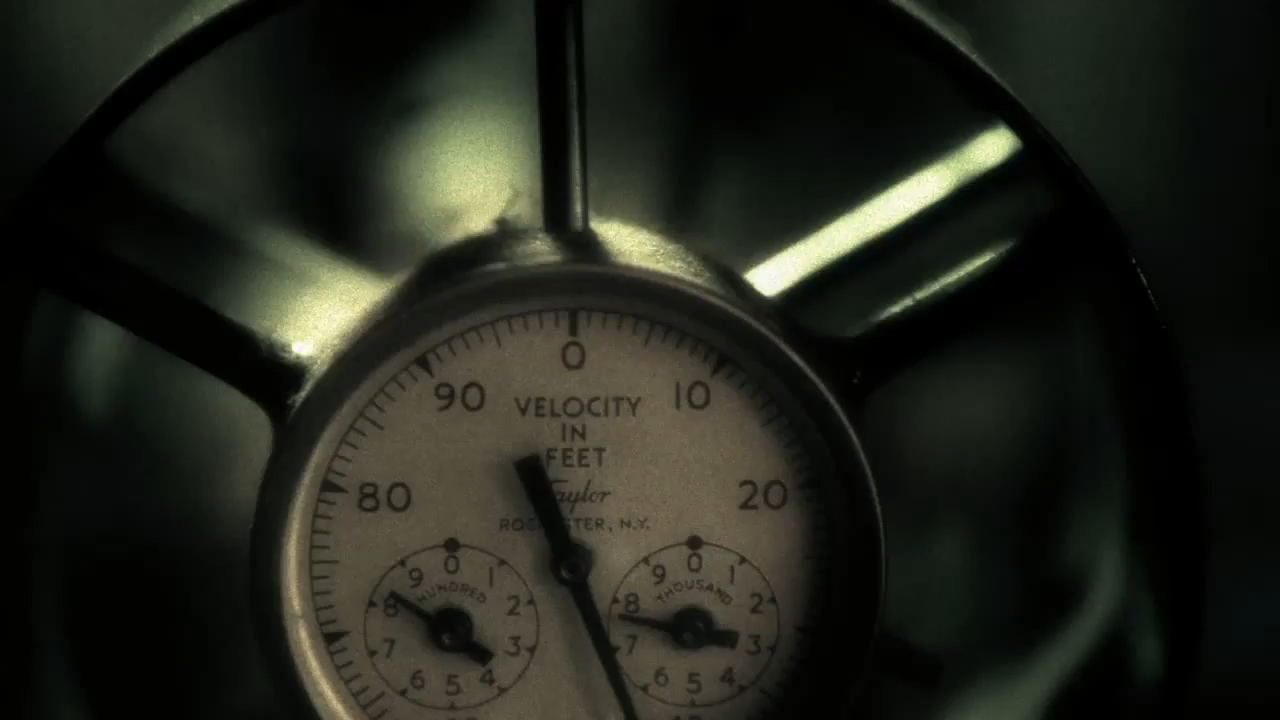 0
90 10
VELOCITY
IN
FEET
Taylor
80 20
ROCHESTER, N.Y.
0 1 2 3 4 5 6 7 8 9
HUNDRED
0 1 2 3 4 5 6 7 8 9
THOUSAND